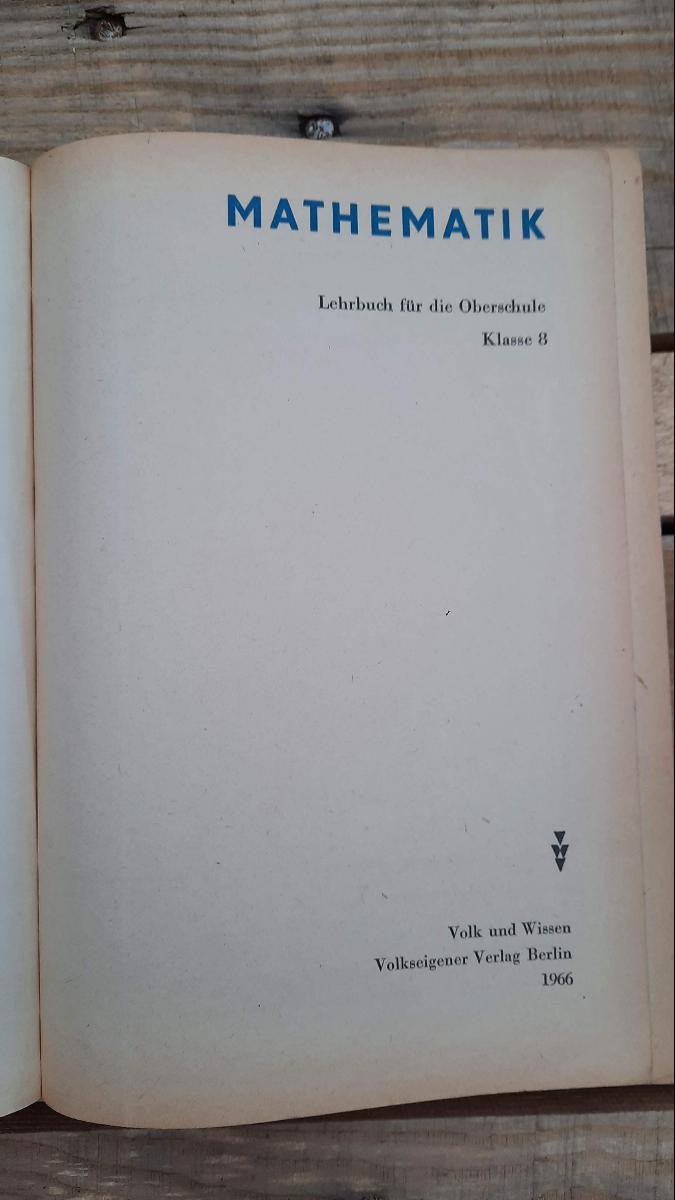 MATHEMATIK
Lehrbuch für die Oberschule
Klasse 8
Volk und Wissen
Volkseigener Verlag Berlin
1966